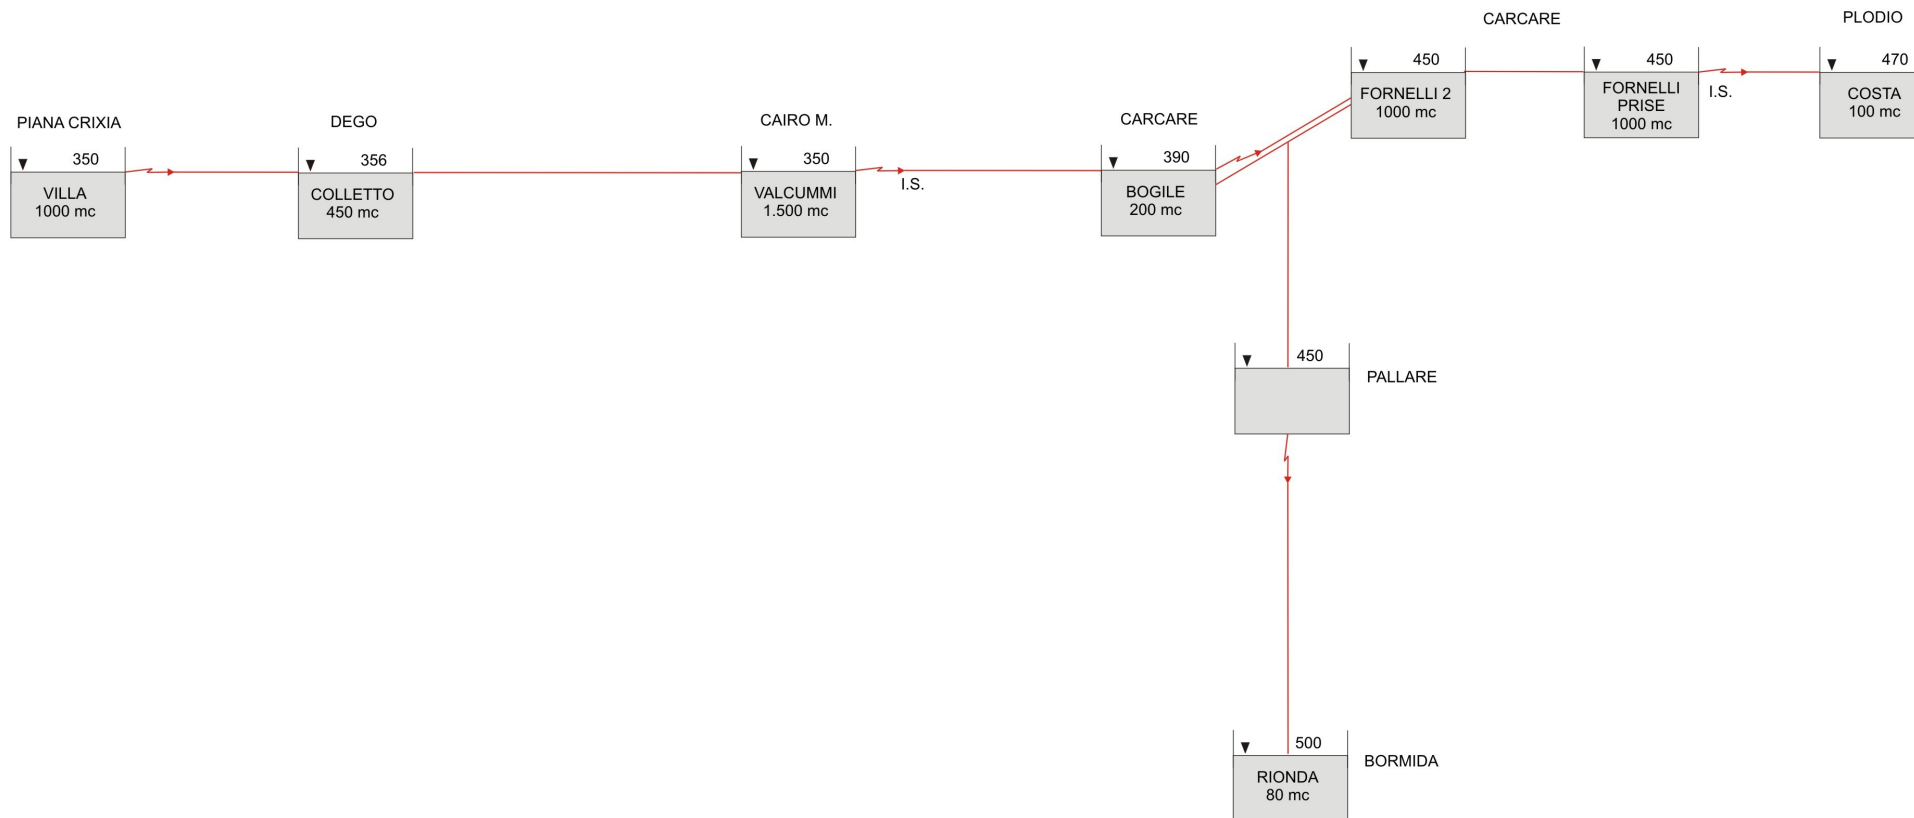 CARCARE
PLODIO
450
450
470
FORNELLI 2
1000 mc
FORNELLI
PRISE
1000 mc
I.S.
COSTA
100 mc
PIANA CRIXIA
DEGO
CAIRO M.
CARCARE
350
356
350
390
VILLA
1000 mc
COLLETTO
450 mc
VALCUMMI
1.500 mc
I.S.
BOGILE
200 mc
450
PALLARE
500
BORMIDA
RIONDA
80 mc